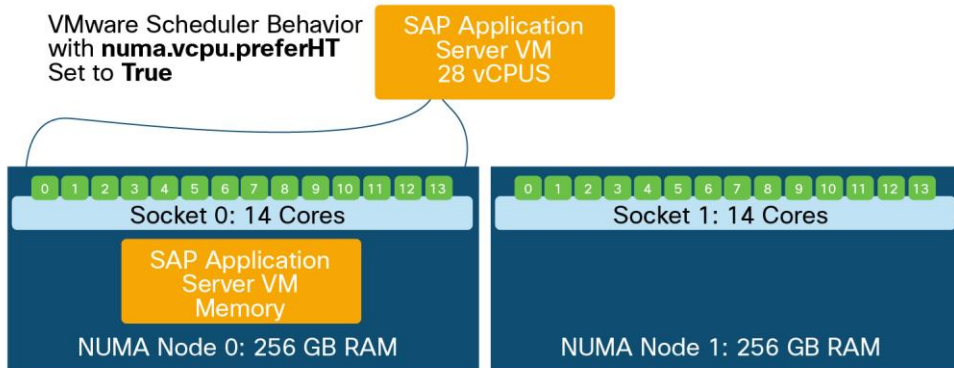 VMware Scheduler Behavior
with numa.vcpu.preferHT
Set to True
SAP Application
Server VM
28 vCPUS
0 1 2 3 4 5 6 7 8 9 10 11 12 13
Socket 0: 14 Cores
SAP Application
Server VM
Memory
NUMA Node 0: 256 GB RAM
0 1 2 3 4 5 6 7 8 9 10 11 12 13
Socket 1: 14 Cores
NUMA Node 1: 256 GB RAM